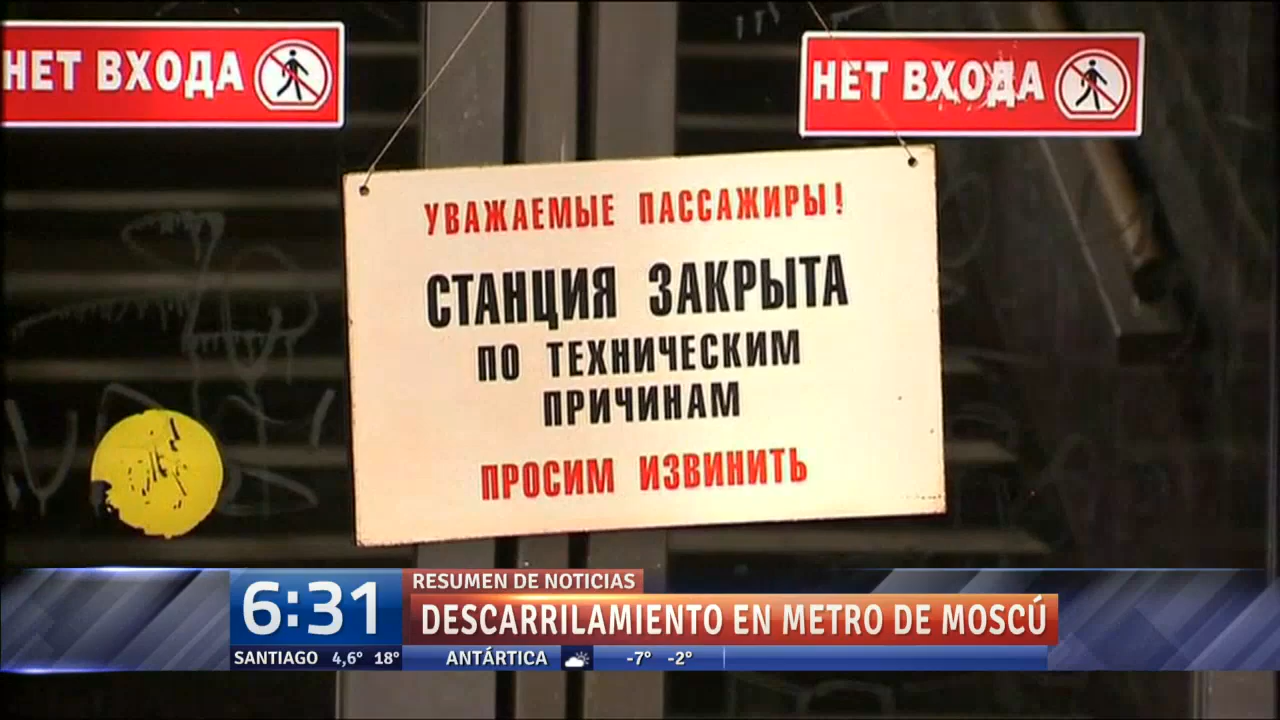 НЕТ ВХОДА
НЕТ ВХОДА
УВАЖАЕМЫЕ ПАССАЖИРЫ!
СТАНЦИЯ ЗАКРЫТА
ПО ТЕХНИЧЕСКИМ
ПРИЧИНАМ
ПРОСИМ ИЗВИНИТЬ
6:31
RESUMEN DE NOTICIAS
DESCARRILAMIENTO EN METRO DE MOSCÚ
SANTIAGO 4,6° 18° ANTÁRTICA -7° -2°